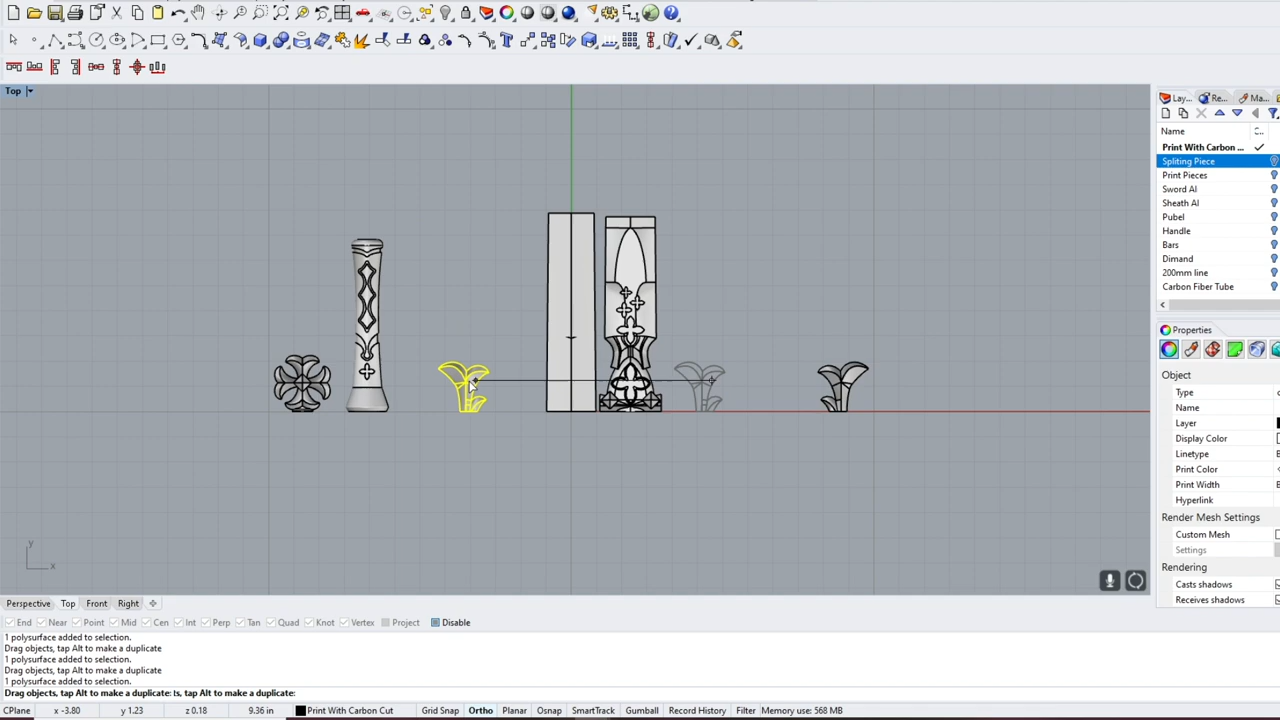 Top
Lay...
Re...
Ma...
Name
Print With Carbon ...
Spliting Piece
Print Pieces
Sword Al
Sheath Al
Pubel
Handle
Bars
Dimand
200mm line
Carbon Fiber Tube
Properties
Object
Type
Name
Layer
Display Color
Linetype
Print Color
Print Width
Hyperlink
Render Mesh Settings
Custom Mesh
Settings
Rendering
Casts shadows
Receives shadows
y
x
Perspective Top Front Right
End Near Point Mid Cen Int Perp Tan Quad Knot Vertex Project Disable
1 polysurface added to selection.
Drag objects, tap Alt to make a duplicate
1 polysurface added to selection.
Drag objects, tap Alt to make a duplicate
1 polysurface added to selection.
Drag objects, tap Alt to make a duplicate: ts, tap Alt to make a duplicate:
CPlane x -3.80 y 1.23 z 0.18 9.36 in Print With Carbon Cut Grid Snap Ortho Planar Osnap SmartTrack Gumball Record History Filter Memory use: 568 MB